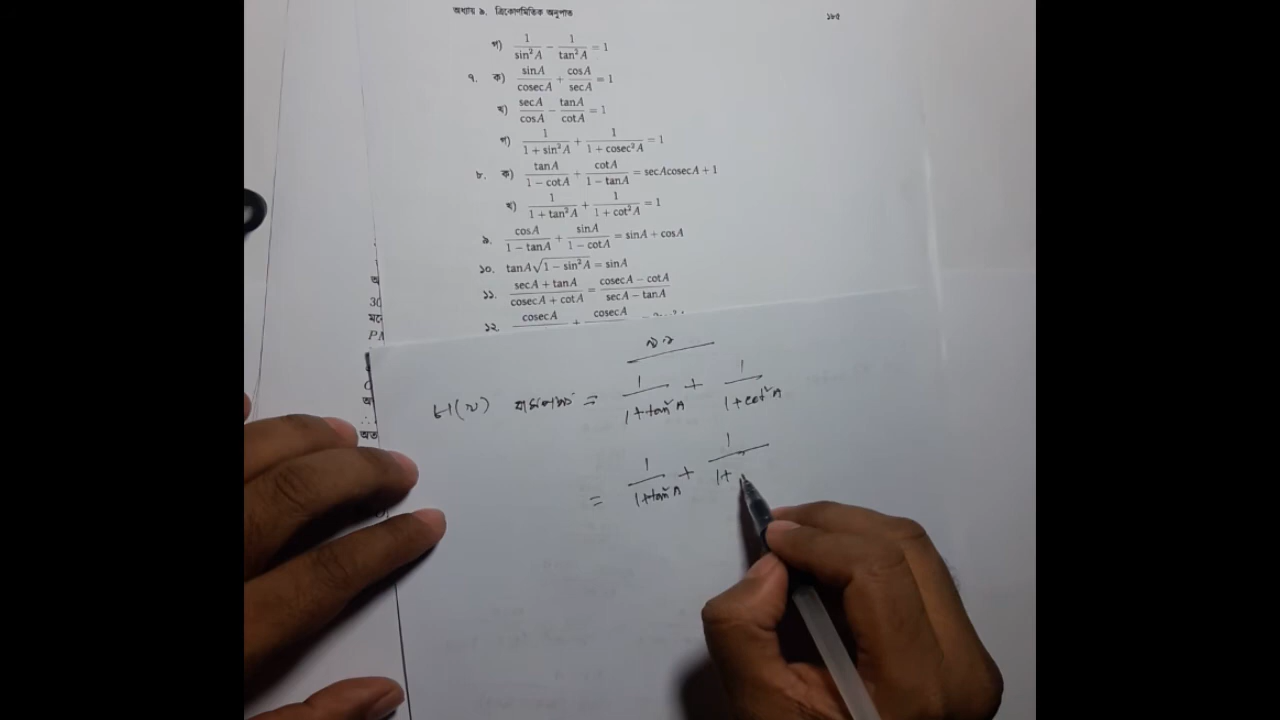 অধ্যায় ৯. ত্রিকোণমিতিক অনুপাত ১৮৫
গ) 1/sin²A − 1/tan²A = 1
৭. ক) sinA/cosecA + cosA/secA = 1
খ) secA/cosA − tanA/cotA = 1
গ) 1/(1 + sin²A) + 1/(1 + cosec²A) = 1
৮. ক) tanA/(1 − cotA) + cotA/(1 − tanA) = secAcosecA + 1
খ) 1/(1 + tan²A) + 1/(1 + cot²A) = 1
৯. cosA/(1 − tanA) + sinA/(1 − cotA) = sinA + cosA
১০. tanA√(1 − sin²A) = sinA
১১. (secA + tanA)/(cosecA + cotA) = (cosecA − cotA)/(secA − tanA)
১২. cosecA + cosecA
৯.১
৮।(খ) বামপক্ষ = 1/(1+tan²A) + 1/(1+cot²A)
= 1/(1+tan²A) + 1/(1+